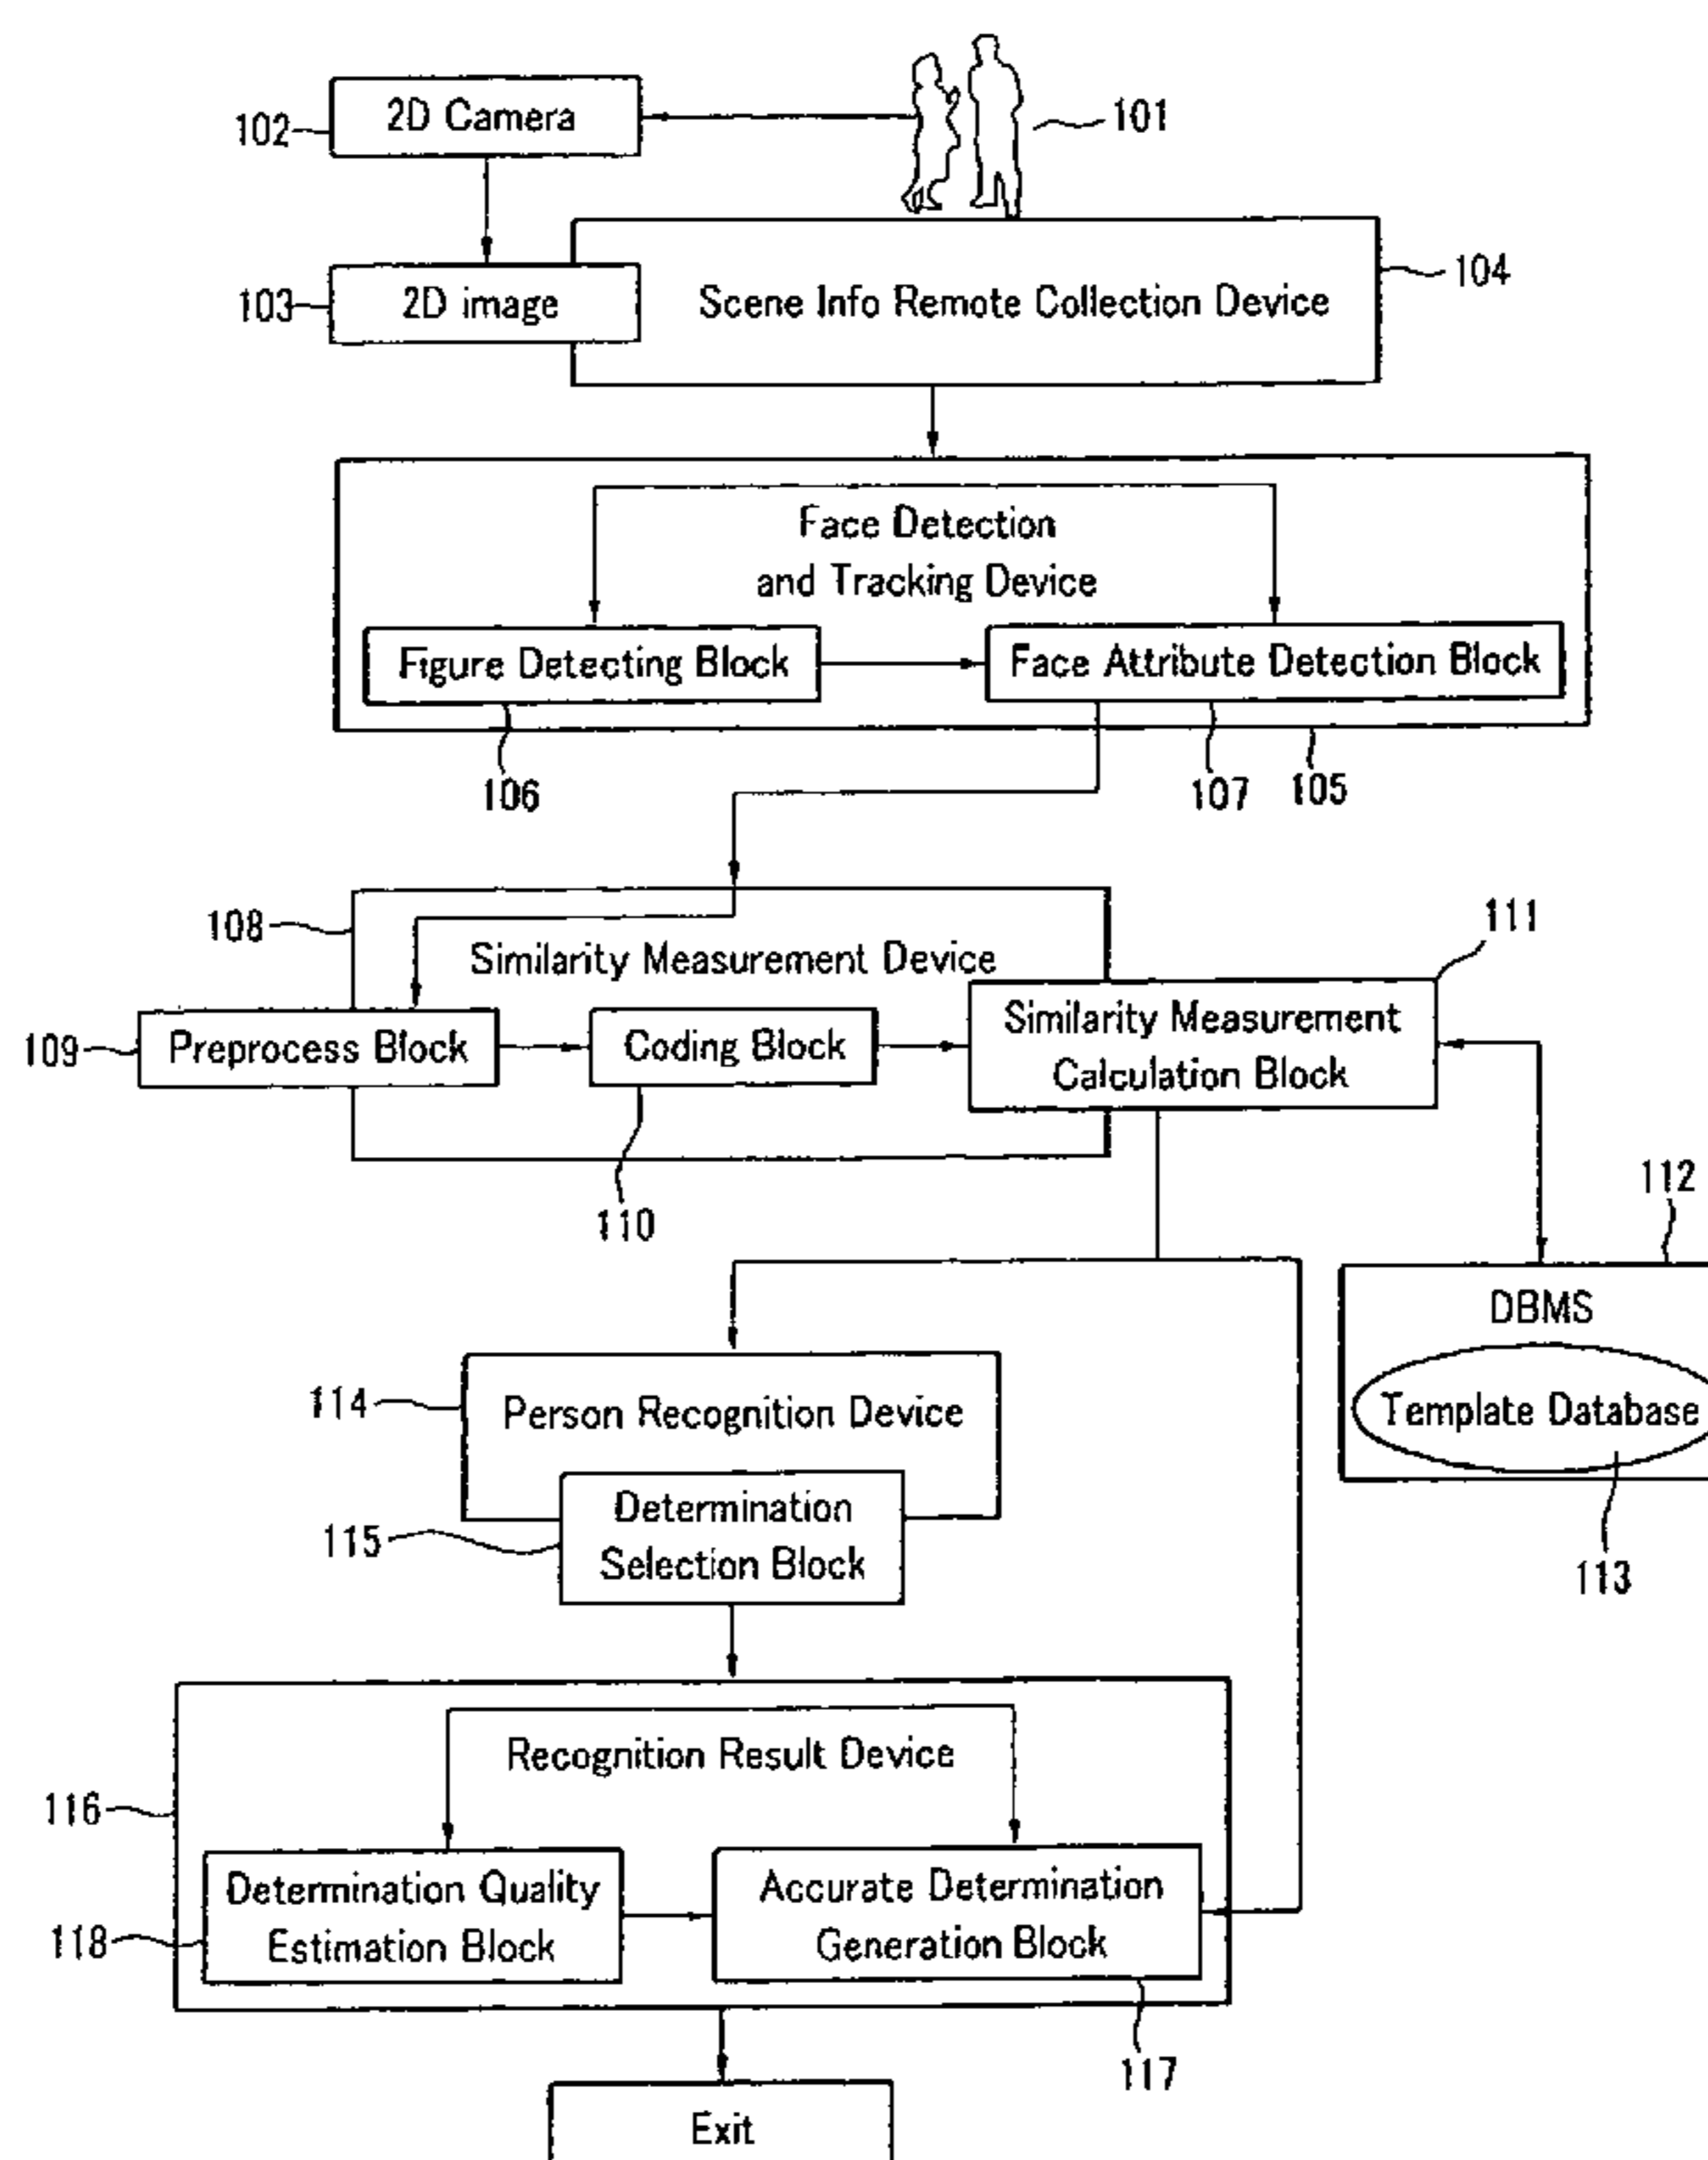 102
2D Camera
101
103
2D image
Scene Info Remote Collection Device
104
Face Detection
and Tracking Device
Figure Detecting Block
Face Attribute Detection Block
106
107
105
108
Similarity Measurement Device
111
109
Preprocess Block
Coding Block
Similarity Measurement
Calculation Block
110
112
DBMS
Template Database
113
114
Person Recognition Device
115
Determination
Selection Block
Recognition Result Device
116
Determination Quality
Estimation Block
118
Accurate Determination
Generation Block
117
Exit